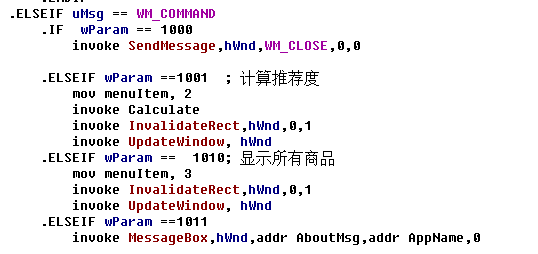 .ELSEIF uMsg == WM_COMMAND
.IF wParam == 1000
invoke SendMessage,hWnd,WM_CLOSE,0,0
.ELSEIF wParam ==1001 ; 计算推荐度
mov menuItem, 2
invoke Calculate
invoke InvalidateRect,hWnd,0,1
invoke UpdateWindow, hWnd
.ELSEIF wParam == 1010; 显示所有商品
mov menuItem, 3
invoke InvalidateRect,hWnd,0,1
invoke UpdateWindow, hWnd
.ELSEIF wParam ==1011
invoke MessageBox,hWnd,addr AboutMsg,addr AppName,0